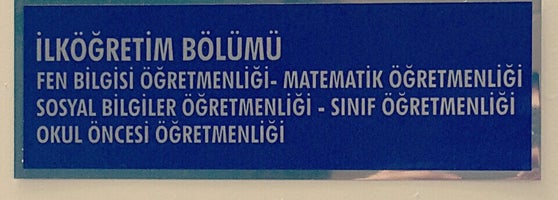 İLKÖĞRETİM BÖLÜMÜ
FEN BİLGİSİ ÖĞRETMENLİĞİ- MATEMATİK ÖĞRETMENLİĞİ
SOSYAL BİLGİLER ÖĞRETMENLİĞİ - SINIF ÖĞRETMENLİĞİ
OKUL ÖNCESİ ÖĞRETMENLİĞİ